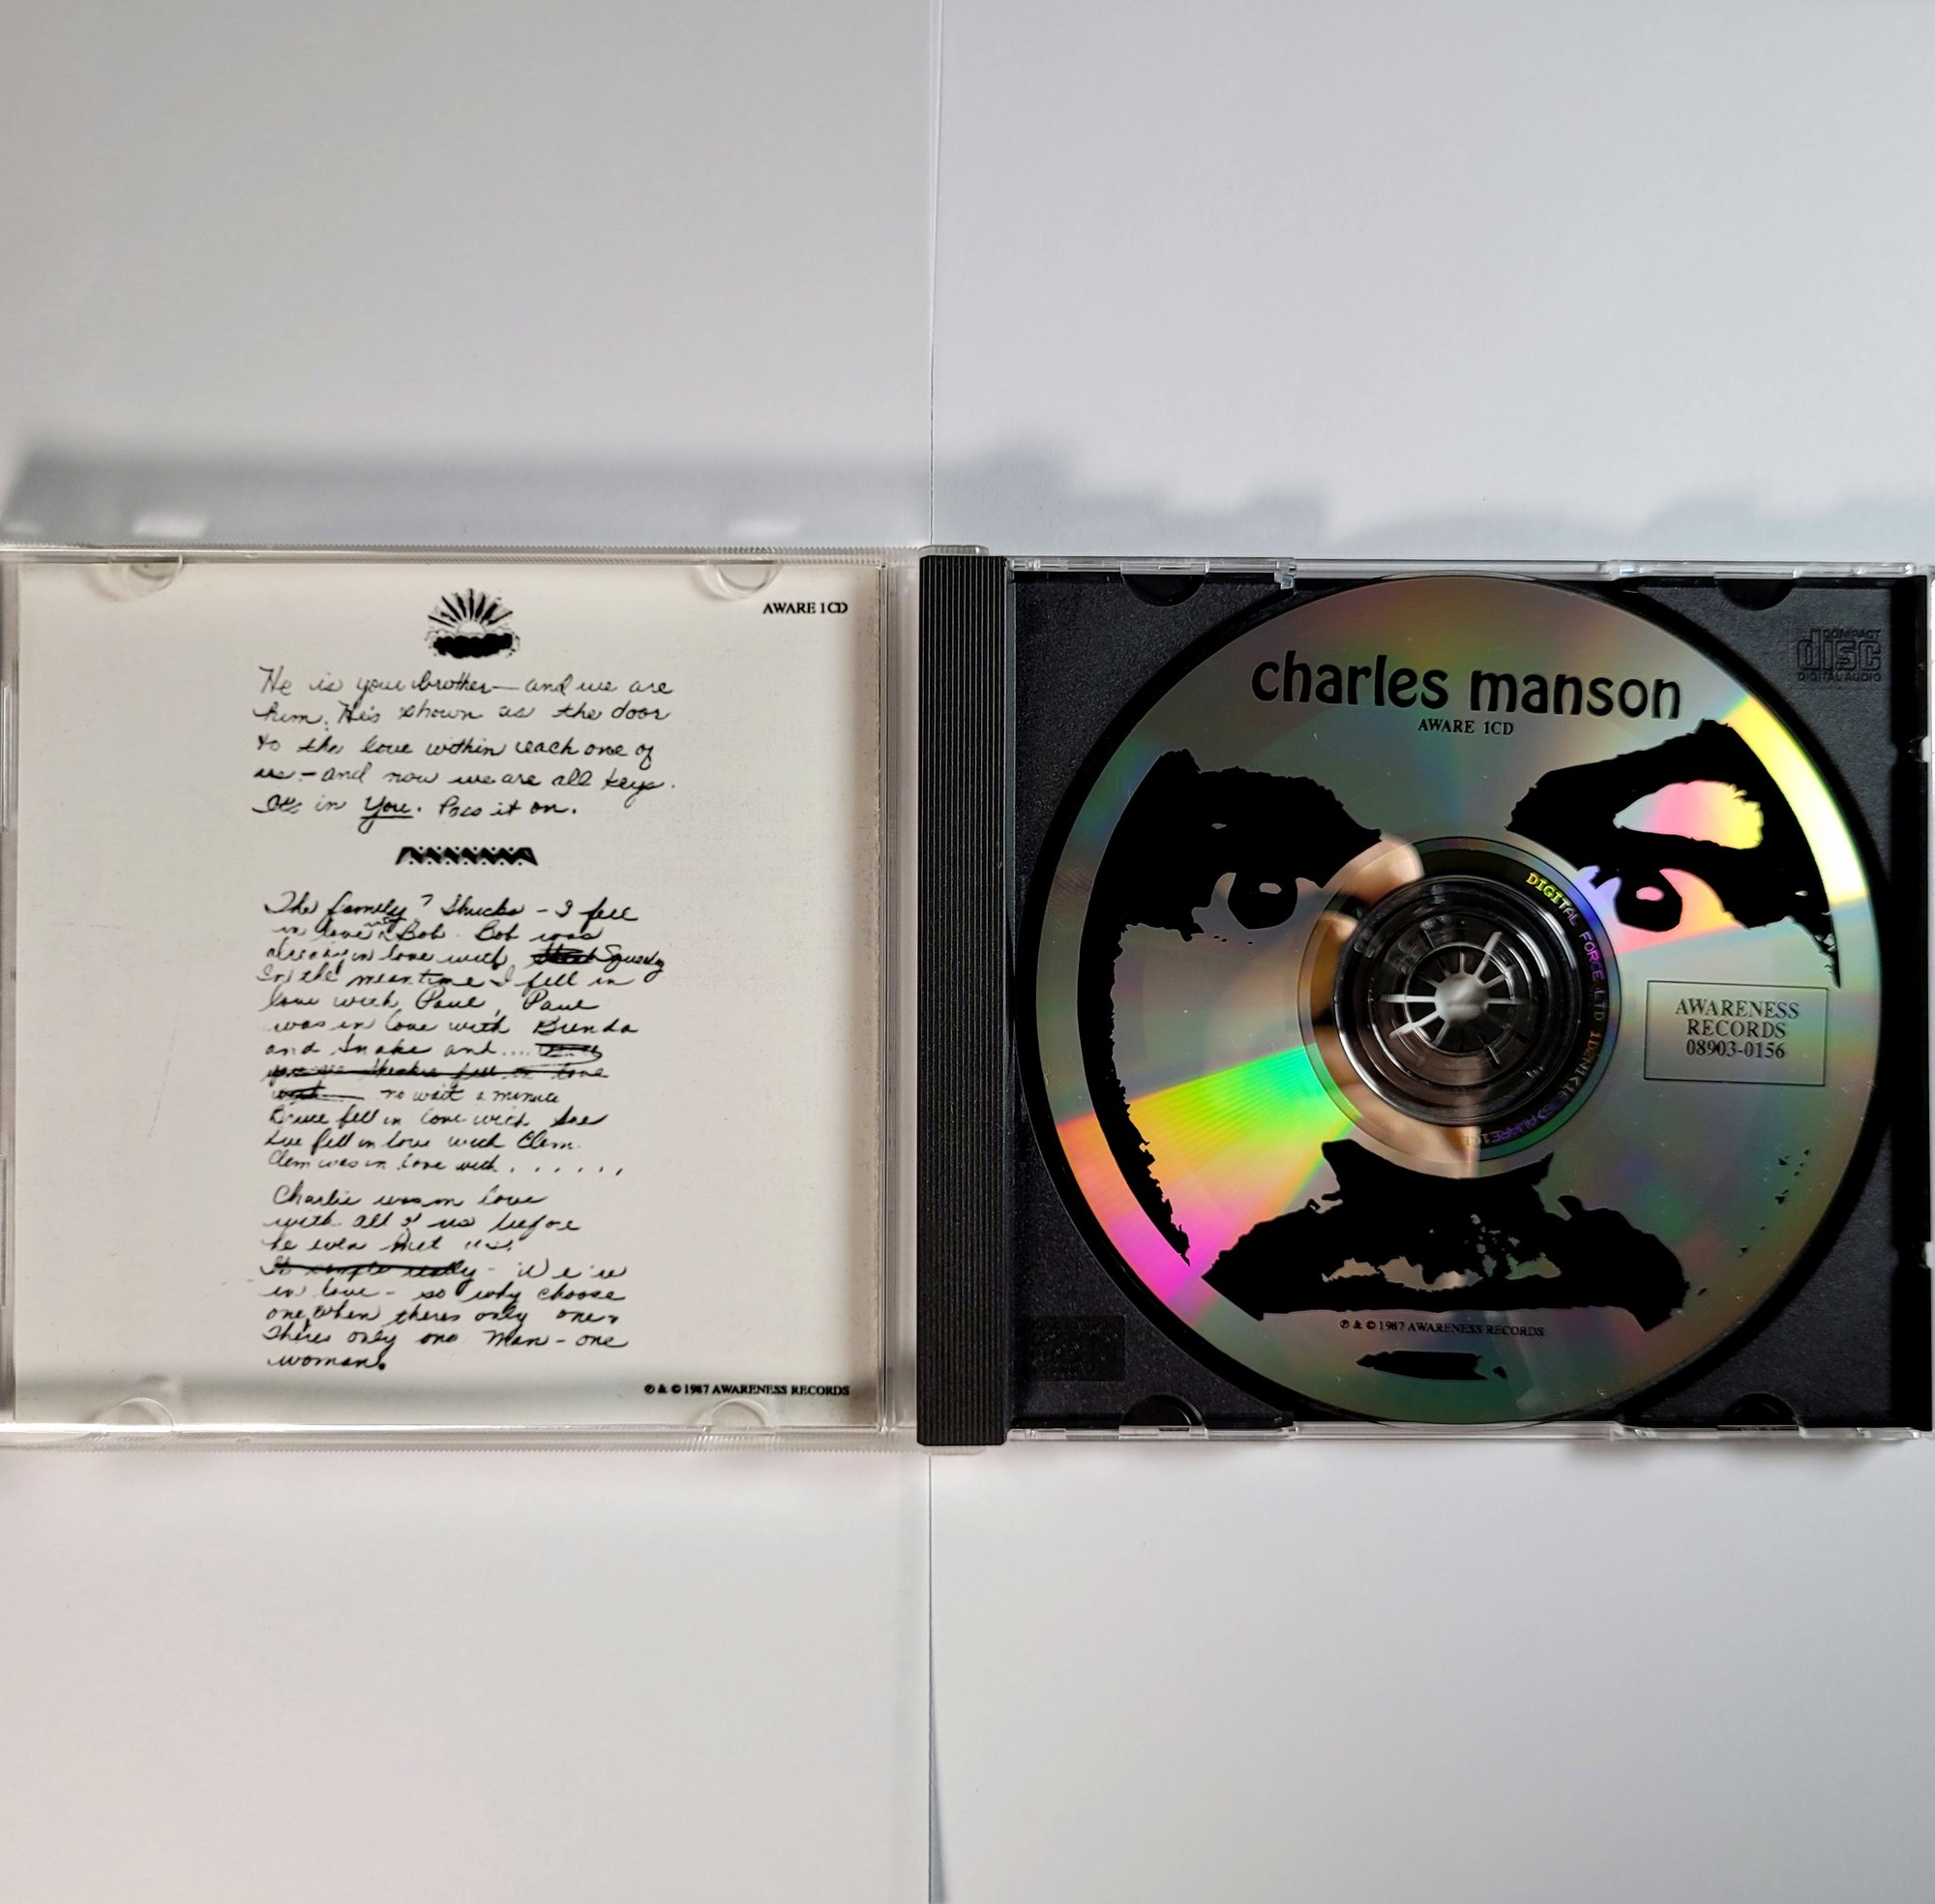 AWARE 1CD
He is your brother — and we are
him. He's shown us the door
to the love within each one of
us — and now we are all keys.
in You. Pass it on.
The family? Shucks — I fell
in love w/ Bob. Bob was
already in love with Squeaky
In the meantime I fell in
love with Paul, Paul
was in love with Brenda
and Snake and....
no wait a minute
Bruce fell in love with Sue
Sue fell in love with Clem.
Clem was in love with . . . . . .
Charlie was in love
with all of us before
he even met us.
It simple really - We're
in love - so why choose
one, when theres only one.
Theres only one Man - one
woman.
℗ & © 1987 AWARENESS RECORDS
charles manson
AWARE 1CD
COMPACT
disc
DIGITAL AUDIO
DIGITAL FORCE LTD
AWARENESS
RECORDS
08903-0156
℗ & © 1987 AWARENESS RECORDS